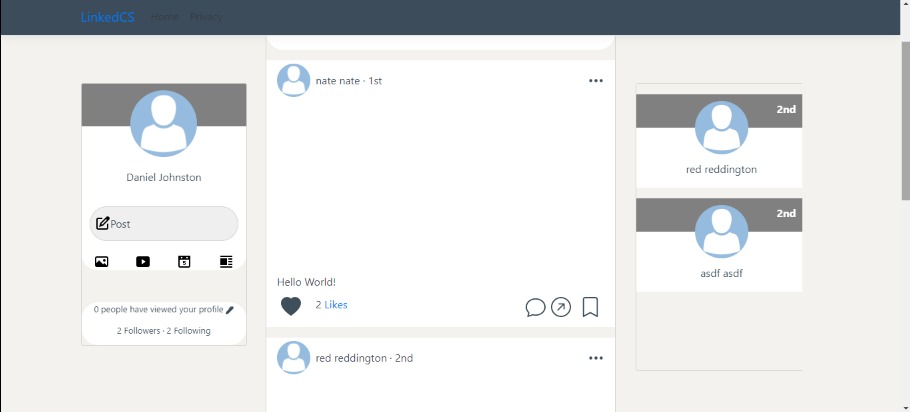 LinkedCS Home Privacy
Daniel Johnston
Post
5
0 people have viewed your profile
2 Followers · 2 Following
nate nate · 1st
Hello World!
2 Likes
red reddington · 2nd
2nd
red reddington
2nd
asdf asdf